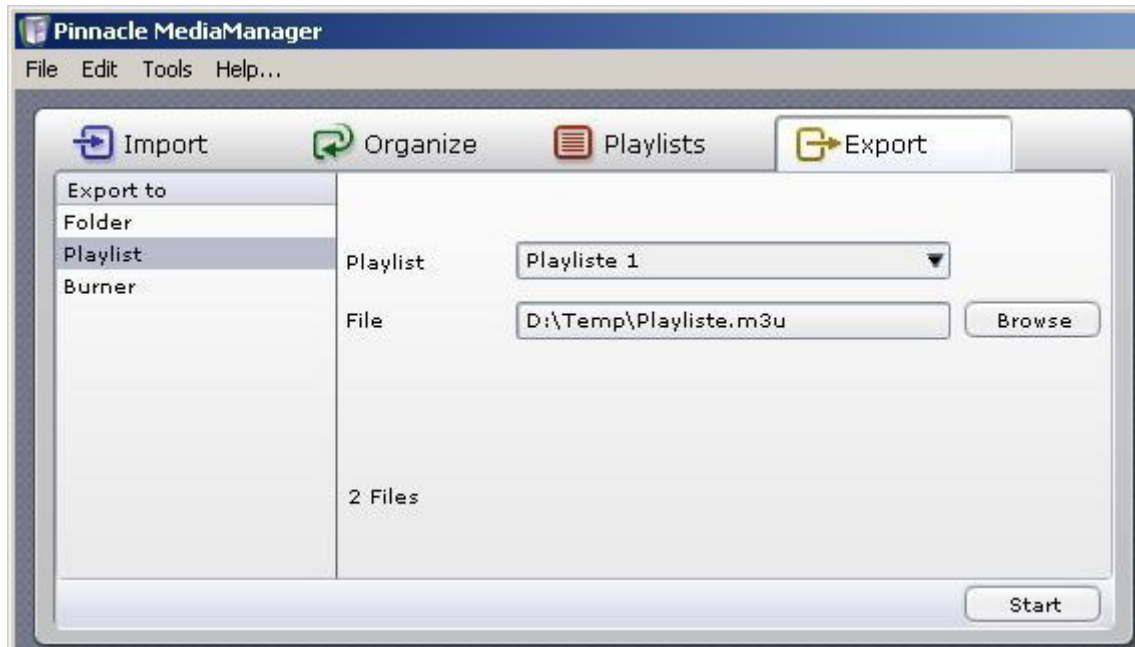 Pinnacle MediaManager
File Edit Tools Help...
Import Organize Playlists Export
Export to
Folder
Playlist
Burner
Playlist Playliste 1
File D:\Temp\Playliste.m3u Browse
2 Files
Start